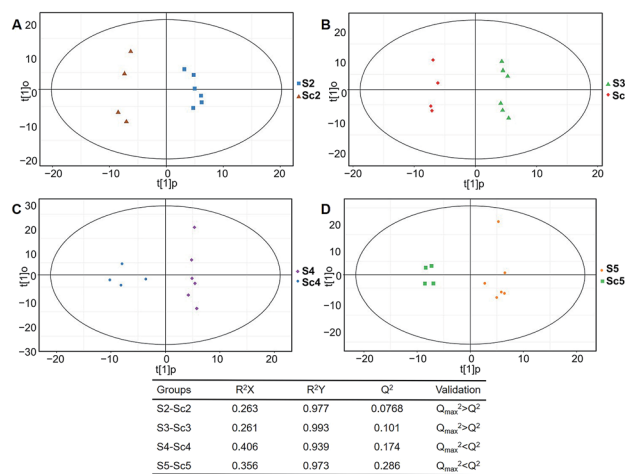 A
20
10
0
−10
−20
t[1]o
−20
−10
0
10
20
t[1]p
S2
Sc2
B
20
10
0
−10
−20
t[1]o
−20
−10
0
10
20
t[1]p
S3
Sc
C
30
20
10
0
−10
−20
−30
t[1]o
−20
−10
0
10
20
t[1]p
S4
Sc4
D
20
10
0
−10
−20
t[1]o
−20
−10
0
10
20
t[1]p
S5
Sc5
Groups R²X R²Y Q² Validation
S2-Sc2 0.263 0.977 0.0768 Qmax²>Q²
S3-Sc3 0.261 0.993 0.101 Qmax²>Q²
S4-Sc4 0.406 0.939 0.174 Qmax²<Q²
S5-Sc5 0.356 0.973 0.286 Qmax²<Q²